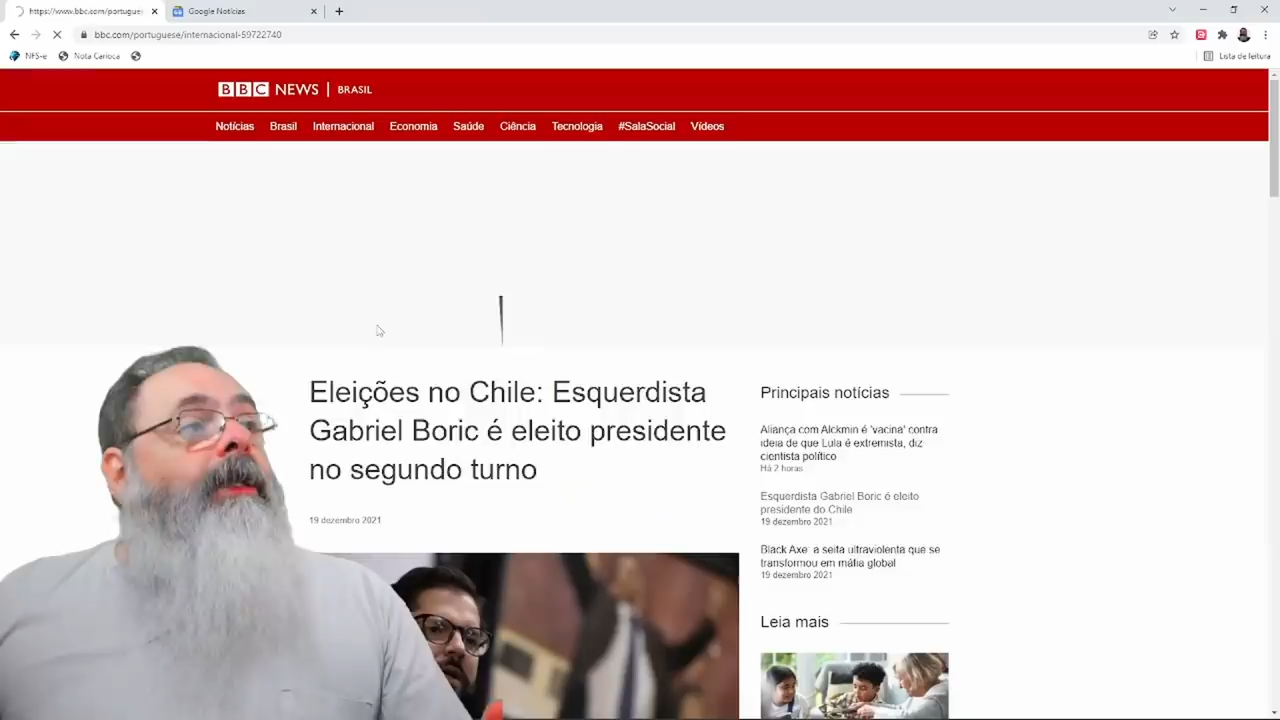 https://www.bbc.com/portugues
Google Notícias
bbc.com/portuguese/internacional-59722740
NFS-e
Nota Carioca
Lista de leitura
BBC NEWS | BRASIL
Notícias
Brasil
Internacional
Economia
Saúde
Ciência
Tecnologia
#SalaSocial
Vídeos
Eleições no Chile: Esquerdista
Gabriel Boric é eleito presidente
no segundo turno
19 dezembro 2021
Principais notícias
Aliança com Alckmin é 'vacina' contra
ideia de que Lula é extremista, diz
cientista político
Há 2 horas
Esquerdista Gabriel Boric é eleito
presidente do Chile
19 dezembro 2021
Black Axe: a seita ultraviolenta que se
transformou em máfia global
19 dezembro 2021
Leia mais